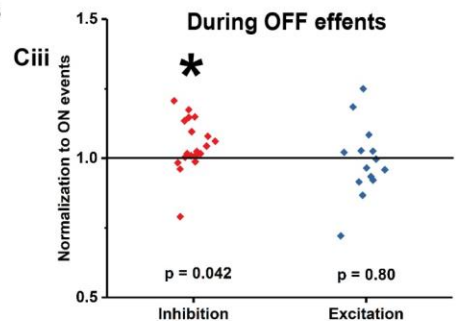 During OFF effents
Ciii
Normalization to ON events
1.5
*
1.0
0.5
p = 0.042
p = 0.80
Inhibition
Excitation